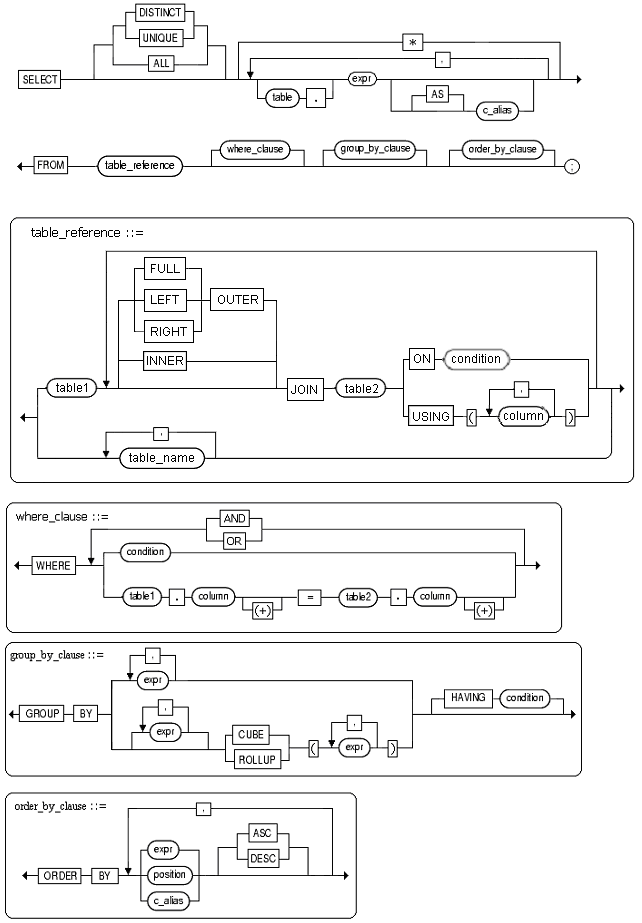 DISTINCT
UNIQUE
ALL
*
,
SELECT
table . expr
AS
c_alias
where_clause group_by_clause order_by_clause
FROM table_reference ;
table_reference ::=
FULL
LEFT OUTER
RIGHT
INNER
ON condition
table1 JOIN table2
,
USING ( column )
,
table_name
where_clause ::=
AND
OR
condition
WHERE
table1 . column (+) = table2 . column (+)
group_by_clause ::=
,
expr
HAVING condition
GROUP BY
, ,
expr CUBE ( expr )
ROLLUP
order_by_clause ::=
,
ASC
expr
DESC
ORDER BY position
c_alias